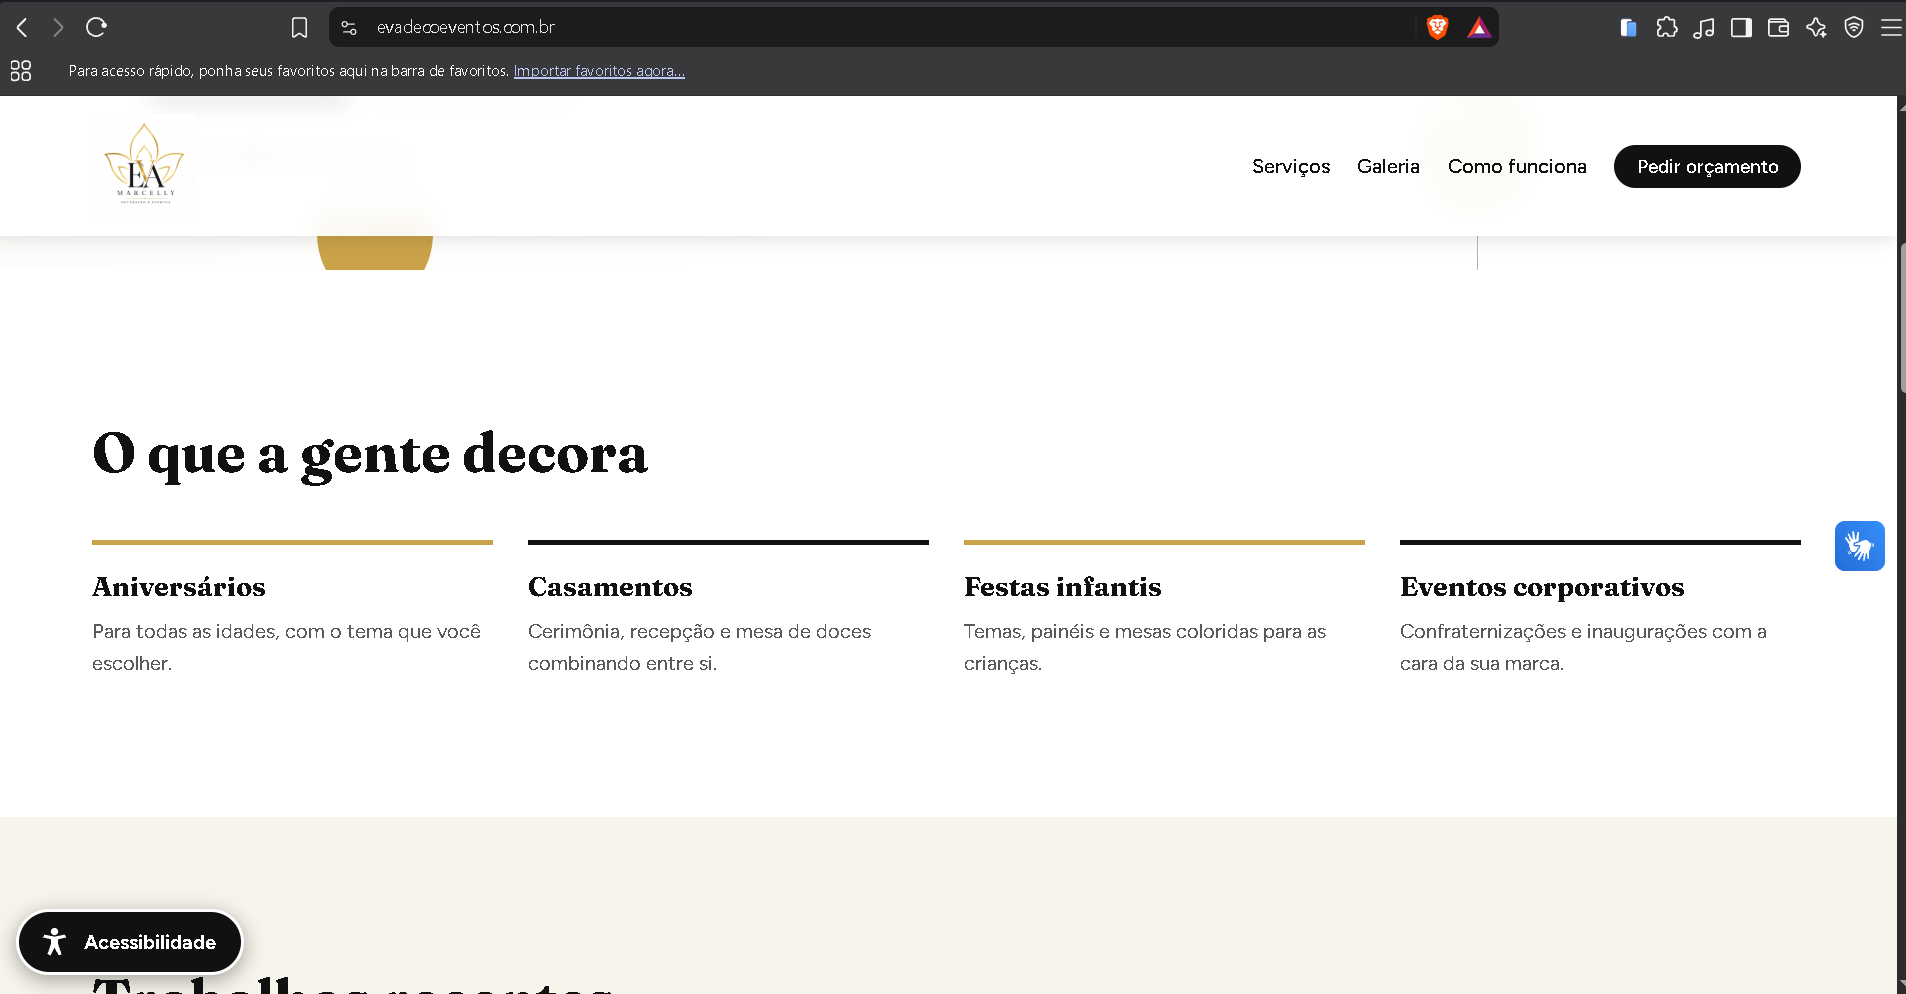 evadecoeventos.com.br
Para acesso rápido, ponha seus favoritos aqui na barra de favoritos. Importar favoritos agora...
EVA
MARCELLY
Serviços
Galeria
Como funciona
Pedir orçamento
O que a gente decora
Aniversários
Para todas as idades, com o tema que você
escolher.
Casamentos
Cerimônia, recepção e mesa de doces
combinando entre si.
Festas infantis
Temas, painéis e mesas coloridas para as
crianças.
Eventos corporativos
Confraternizações e inaugurações com a
cara da sua marca.
Acessibilidade
Trabalhos recentes